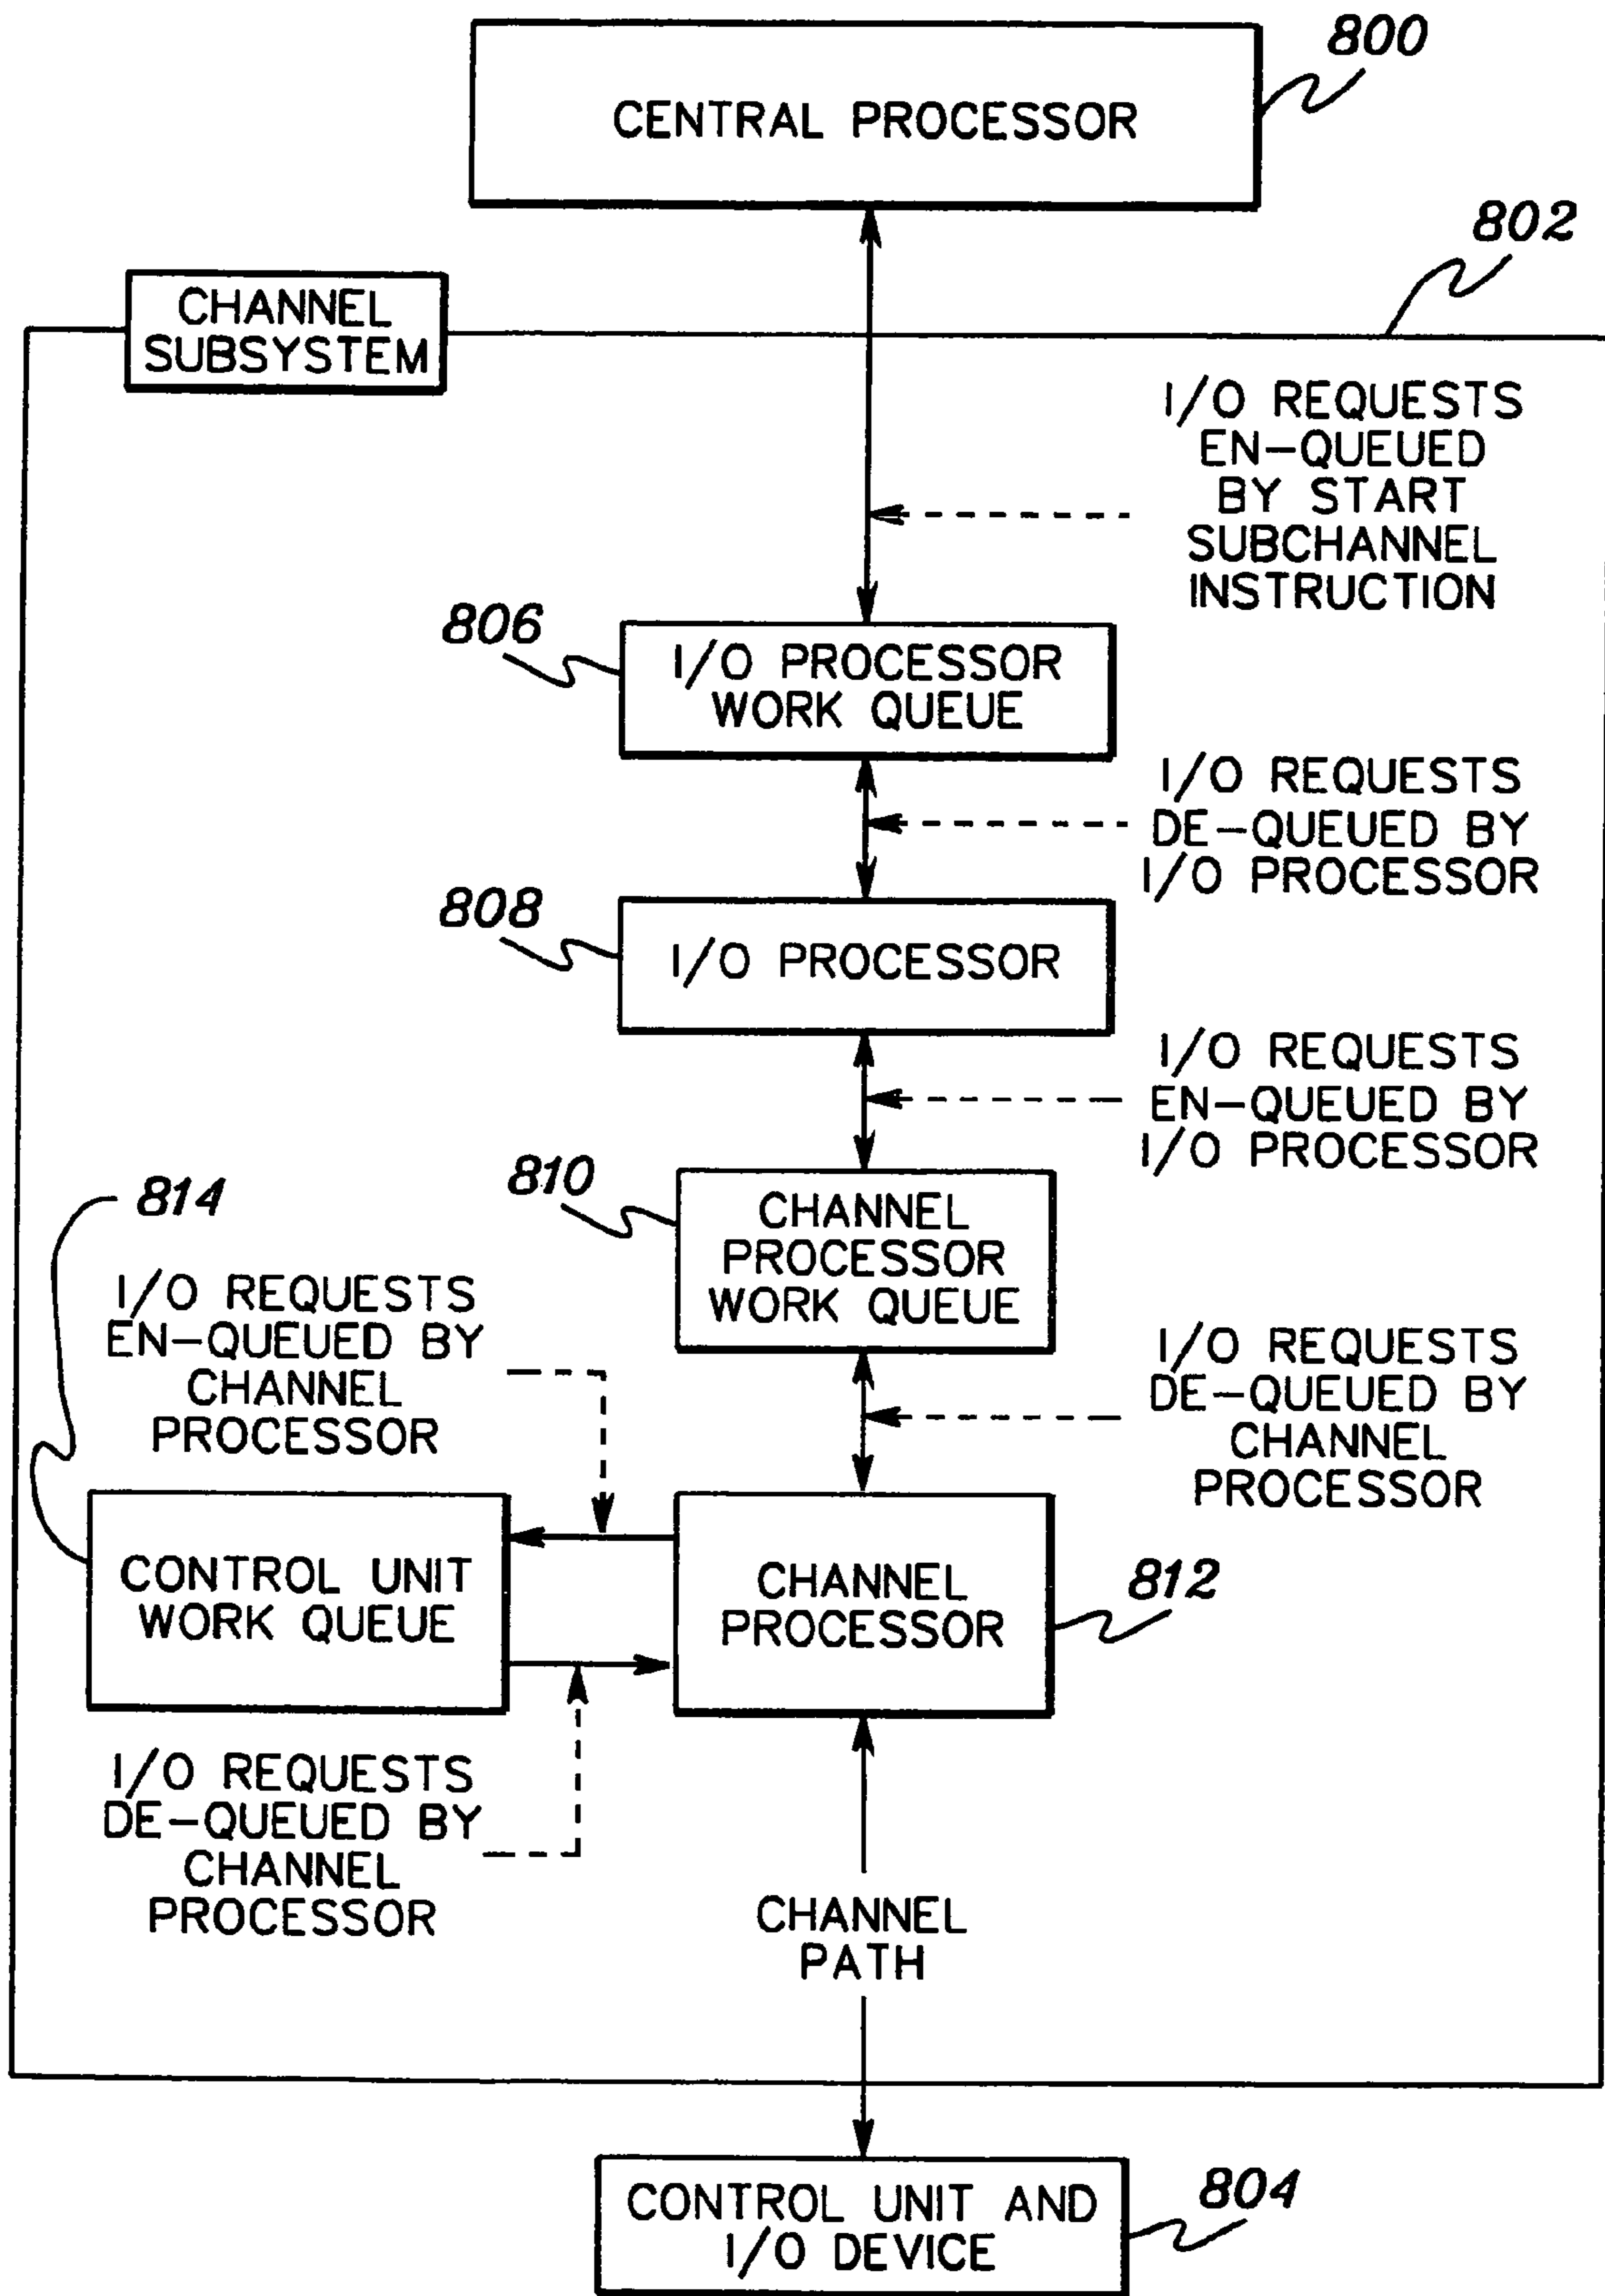 800
CENTRAL PROCESSOR
802
CHANNEL
SUBSYSTEM
I/O REQUESTS
EN-QUEUED
BY START
SUBCHANNEL
INSTRUCTION
806
I/O PROCESSOR
WORK QUEUE
I/O REQUESTS
DE-QUEUED BY
I/O PROCESSOR
808
I/O PROCESSOR
I/O REQUESTS
EN-QUEUED BY
I/O PROCESSOR
810
CHANNEL
PROCESSOR
WORK QUEUE
814
I/O REQUESTS
EN-QUEUED BY
CHANNEL
PROCESSOR
I/O REQUESTS
DE-QUEUED BY
CHANNEL
PROCESSOR
CONTROL UNIT
WORK QUEUE
CHANNEL
PROCESSOR
812
I/O REQUESTS
DE-QUEUED BY
CHANNEL
PROCESSOR
CHANNEL
PATH
CONTROL UNIT AND
I/O DEVICE
804